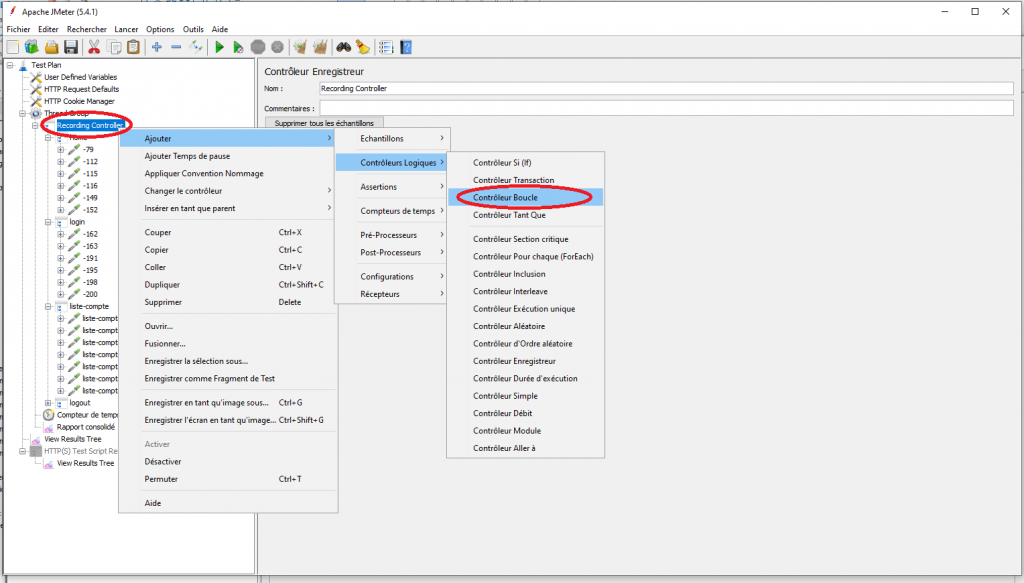 Apache JMeter (5.4.1)
Fichier Editer Rechercher Lancer Options Outils Aide
Test Plan
User Defined Variables
HTTP Request Defaults
HTTP Cookie Manager
Thread Group
Recording Controller
-79
-112
-115
-116
-149
-152
login
-162
-163
-191
-195
-198
-200
liste-compte
liste-compt
liste-compt
liste-compt
liste-compt
liste-compt
liste-compt
liste-compt
logout
Compteur de temps
Rapport consolidé
View Results Tree
HTTP(S) Test Script Re
View Results Tree
Contrôleur Enregistreur
Nom : Recording Controller
Commentaires :
Supprimer tous les échantillons
Ajouter
Ajouter Temps de pause
Appliquer Convention Nommage
Changer le contrôleur
Insérer en tant que parent
Couper Ctrl+X
Copier Ctrl+C
Coller Ctrl+V
Dupliquer Ctrl+Shift+C
Supprimer Delete
Ouvrir...
Fusionner...
Enregistrer la sélection sous...
Enregistrer comme Fragment de Test
Enregistrer en tant qu'image sous... Ctrl+G
Enregistrer l'écran en tant qu'image... Ctrl+Shift+G
Activer
Désactiver
Permuter Ctrl+T
Aide
Echantillons
Contrôleurs Logiques
Assertions
Compteurs de temps
Pré-Processeurs
Post-Processeurs
Configurations
Récepteurs
Contrôleur Si (If)
Contrôleur Transaction
Contrôleur Boucle
Contrôleur Tant Que
Contrôleur Section critique
Contrôleur Pour chaque (ForEach)
Contrôleur Inclusion
Contrôleur Interleave
Contrôleur Exécution unique
Contrôleur Aléatoire
Contrôleur d'Ordre aléatoire
Contrôleur Enregistreur
Contrôleur Durée d'exécution
Contrôleur Simple
Contrôleur Débit
Contrôleur Module
Contrôleur Aller à